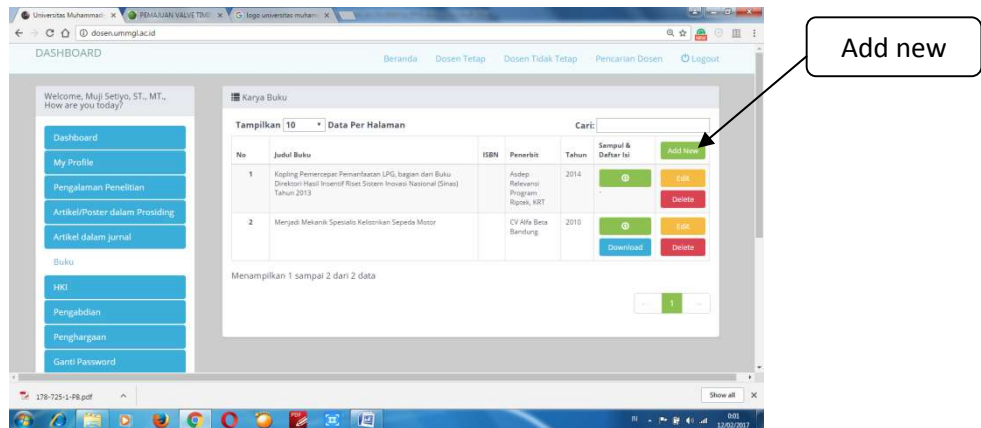 Universitas Muhammad
PEMAJUAN VALVE TIMI
logo universitas muham
dosen.ummgl.ac.id
Add new
DASHBOARD
Beranda Dosen Tetap Dosen Tidak Tetap Pencarian Dosen Logout
Welcome, Muji Setiyo, ST., MT.,
How are you today?
Dashboard
My Profile
Pengalaman Penelitian
Artikel/Poster dalam Prosiding
Artikel dalam jurnal
Buku
HKI
Pengabdian
Penghargaan
Ganti Password
Karya Buku
Tampilkan 10 Data Per Halaman Cari:
No Judul Buku ISBN Penerbit Tahun Sampul & Daftar Isi Add New
1 Kopling Pemercepat Pemanfaatan LPG, bagian dari Buku
Direktori Hasil Insentif Riset Sistem Inovasi Nasional (Sinas)
Tahun 2013
Asdep
Relevansi
Program
Riptek, KRT
2014
Edit
Delete
2 Menjadi Mekanik Spesialis Kelistrikan Sepeda Motor
CV Alfa Beta
Bandung
2010
Edit
Download Delete
Menampilkan 1 sampai 2 dari 2 data
1
178-725-1-PB.pdf
Show all
IN
0:01
12/02/2017